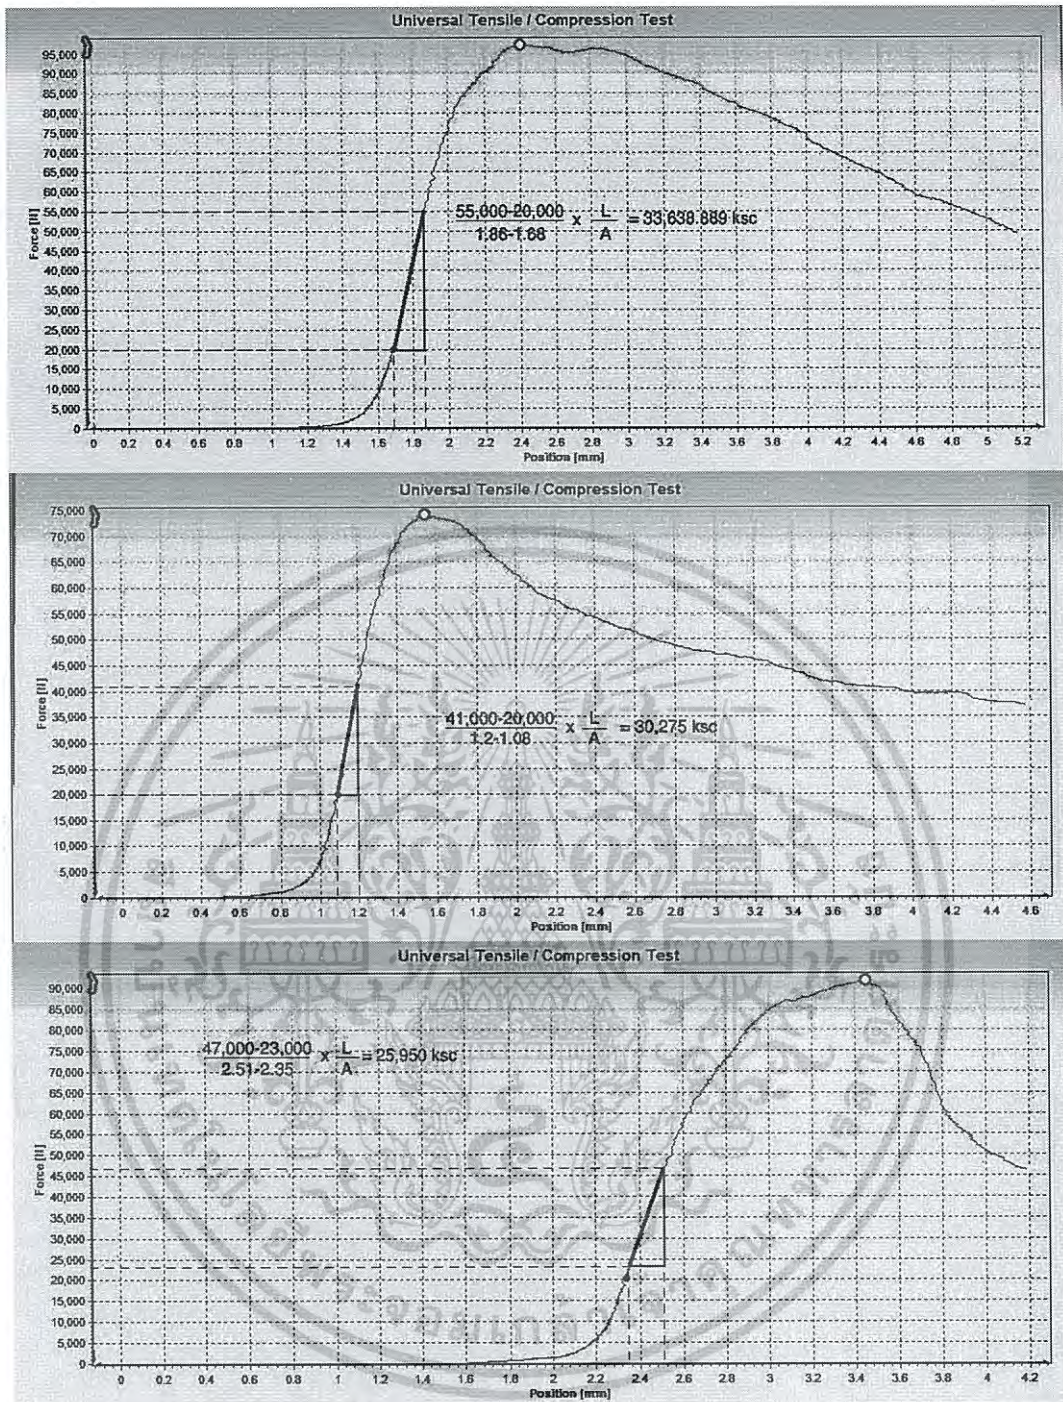 Universal Tensile / Compression Test
95,000
90,000
85,000
80,000
75,000
70,000
65,000
60,000
55,000
50,000
45,000
40,000
35,000
30,000
25,000
20,000
15,000
10,000
5,000
0
Force [N]
55,000-20,000
1.86-1.68
x L
A
= 33,638.889 ksc
0 0.2 0.4 0.6 0.8 1 1.2 1.4 1.6 1.8 2 2.2 2.4 2.6 2.8 3 3.2 3.4 3.6 3.8 4 4.2 4.4 4.6 4.8 5 5.2
Position [mm]
Universal Tensile / Compression Test
75,000
70,000
65,000
60,000
55,000
50,000
45,000
40,000
35,000
30,000
25,000
20,000
15,000
10,000
5,000
0
Force [N]
41,000-20,000
1.2-1.08
x L
A
= 30,275 ksc
0 0.2 0.4 0.6 0.8 1 1.2 1.4 1.6 1.8 2 2.2 2.4 2.6 2.8 3 3.2 3.4 3.6 3.8 4 4.2 4.4 4.6
Position [mm]
Universal Tensile / Compression Test
90,000
85,000
80,000
75,000
70,000
65,000
60,000
55,000
50,000
45,000
40,000
35,000
30,000
25,000
20,000
15,000
10,000
5,000
0
Force [N]
47,000-23,000
2.51-2.35
x L
A
= 25,950 ksc
0 0.2 0.4 0.6 0.8 1 1.2 1.4 1.6 1.8 2 2.2 2.4 2.6 2.8 3 3.2 3.4 3.6 3.8 4 4.2
Position [mm]